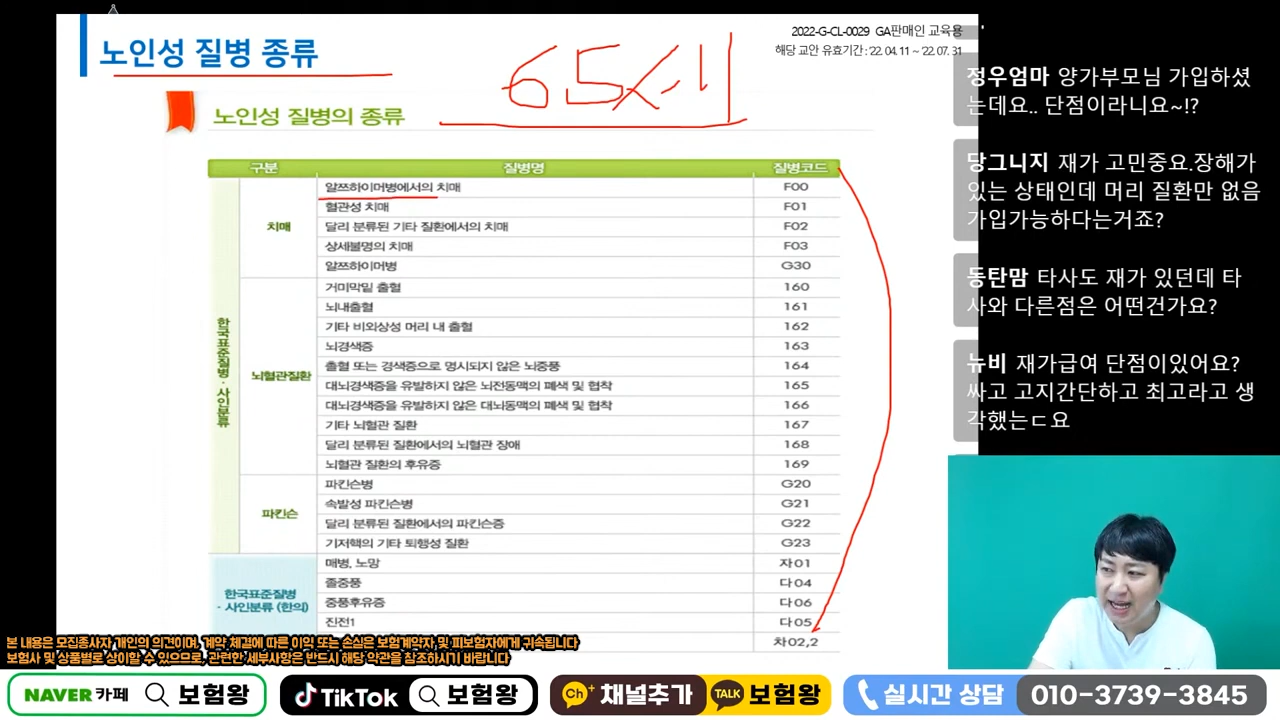 노인성 질병 종류
2022-G-CL-0029 GA판매인 교육용
해당 교안 유효기간 : '22. 04. 11 ~ '22. 07. 31
65세
노인성 질병의 종류
구분 질병명 질병코드
한국표준질병·사인분류
치매
알쯔하이머병에서의 치매 F00
혈관성 치매 F01
달리 분류된 기타 질환에서의 치매 F02
상세불명의 치매 F03
알쯔하이머병 G30
뇌혈관질환
거미막밑 출혈 160
뇌내출혈 161
기타 비외상성 머리 내 출혈 162
뇌경색증 163
출혈 또는 경색증으로 명시되지 않은 뇌중풍 164
대뇌경색증을 유발하지 않은 뇌전동맥의 폐색 및 협착 165
대뇌경색증을 유발하지 않은 대뇌동맥의 폐색 및 협착 166
기타 뇌혈관 질환 167
달리 분류된 질환에서의 뇌혈관 장애 168
뇌혈관 질환의 후유증 169
파킨슨
파킨슨병 G20
속발성 파킨슨병 G21
달리 분류된 질환에서의 파킨슨증 G22
기저핵의 기타 퇴행성 질환 G23
한국표준질병
·사인분류 (한의)
매병, 노망 자01
졸중풍 다04
중풍후유증 다06
진전1 다05
차02,2
정우엄마 양가부모님 가입하셨
는데요.. 단점이라니요~!?
당그니지 재가 고민중요.장해가
있는 상태인데 머리 질환만 없음
가입가능하다는거죠?
동탄맘 타사도 재가 있던데 타
사와 다른점은 어떤건가요?
뉴비 재가급여 단점이있어요?
싸고 고지간단하고 최고라고 생
각했는ㄷ요
본 내용은 모집종사자 개인의 의견이며, 계약 체결에 따른 이익 또는 손실은 보험계약자 및 피보험자에게 귀속됩니다
보험사 및 상품별로 상이할 수 있으므로, 관련한 세부사항은 반드시 해당 약관을 참조하시기 바랍니다
NAVER 카페 보험왕
TikTok 보험왕
Ch+ 채널추가 TALK 보험왕
실시간 상담 010-3739-3845